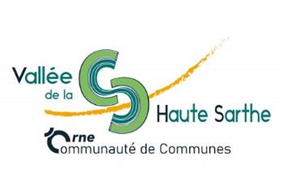 Vallée
de la
Haute Sarthe
Orne
Communauté de Communes